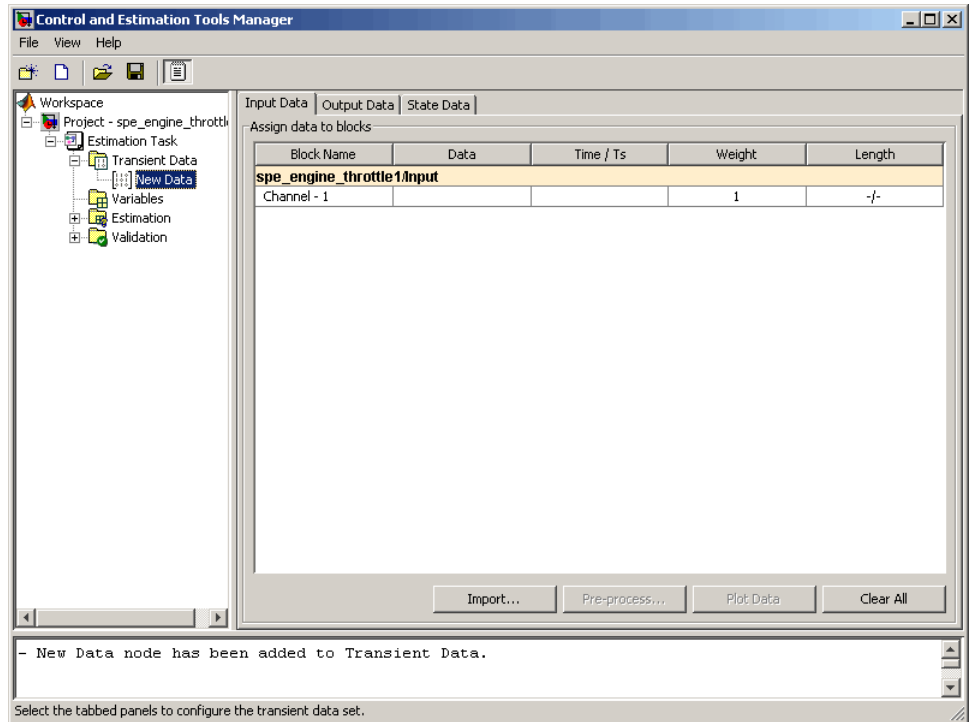 Control and Estimation Tools Manager
File View Help
Workspace
Project - spe_engine_throttl
Estimation Task
Transient Data
New Data
Variables
Estimation
Validation
Input Data Output Data State Data
Assign data to blocks
Block Name Data Time / Ts Weight Length
spe_engine_throttle1/Input
Channel - 1 1 -/-
Import... Pre-process... Plot Data Clear All
- New Data node has been added to Transient Data.
Select the tabbed panels to configure the transient data set.